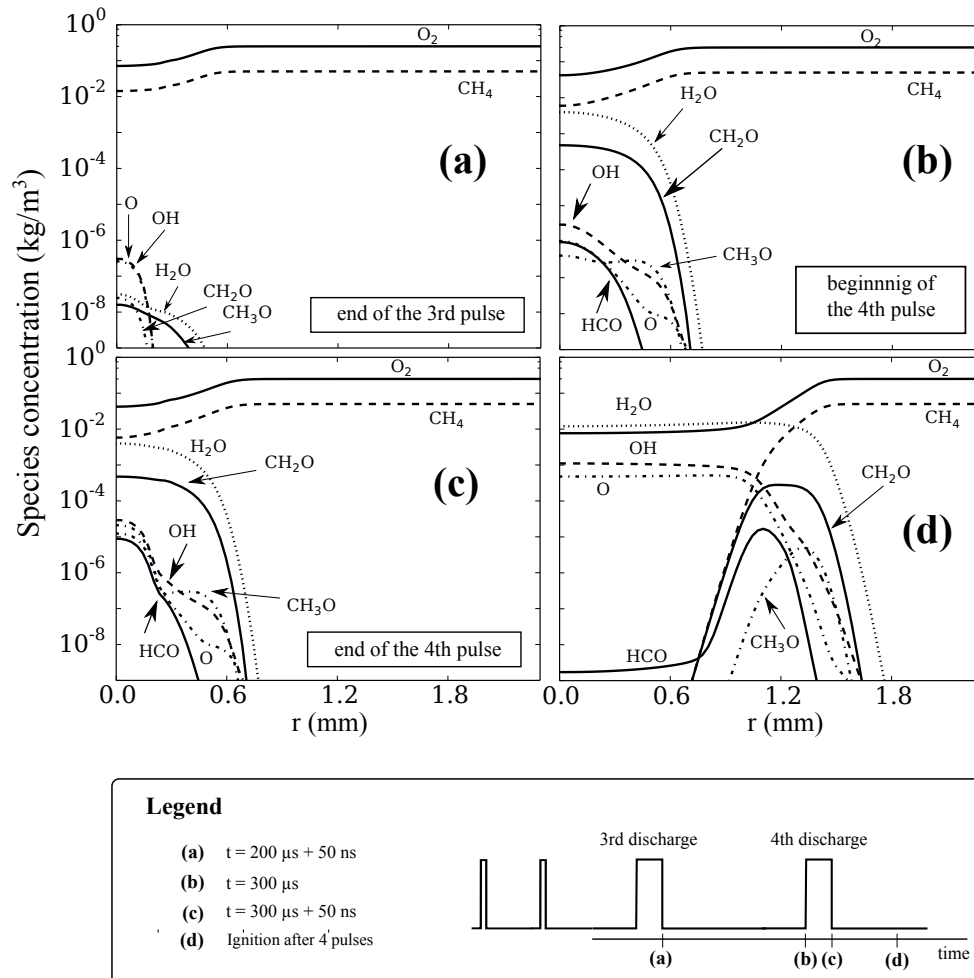 Species concentration (kg/m³)
10⁰
10⁻²
10⁻⁴
10⁻⁶
10⁻⁸
10⁰
O₂
CH₄
(a)
O
OH
H₂O
CH₂O
CH₃O
end of the 3rd pulse
O₂
CH₄
H₂O
CH₂O
(b)
OH
CH₃O
HCO
O
beginnnig of
the 4th pulse
10⁻²
10⁻⁴
10⁻⁶
10⁻⁸
O₂
CH₄
H₂O
CH₂O
(c)
OH
CH₃O
HCO
O
end of the 4th pulse
0.0 0.6 1.2 1.8
r (mm)
O₂
H₂O
CH₄
OH
O
CH₂O
(d)
HCO
CH₃O
0.0 0.6 1.2 1.8
r (mm)
Legend
(a) t = 200 µs + 50 ns
(b) t = 300 µs
(c) t = 300 µs + 50 ns
(d) Ignition after 4 pulses
3rd discharge 4th discharge
(a) (b) (c) (d) time